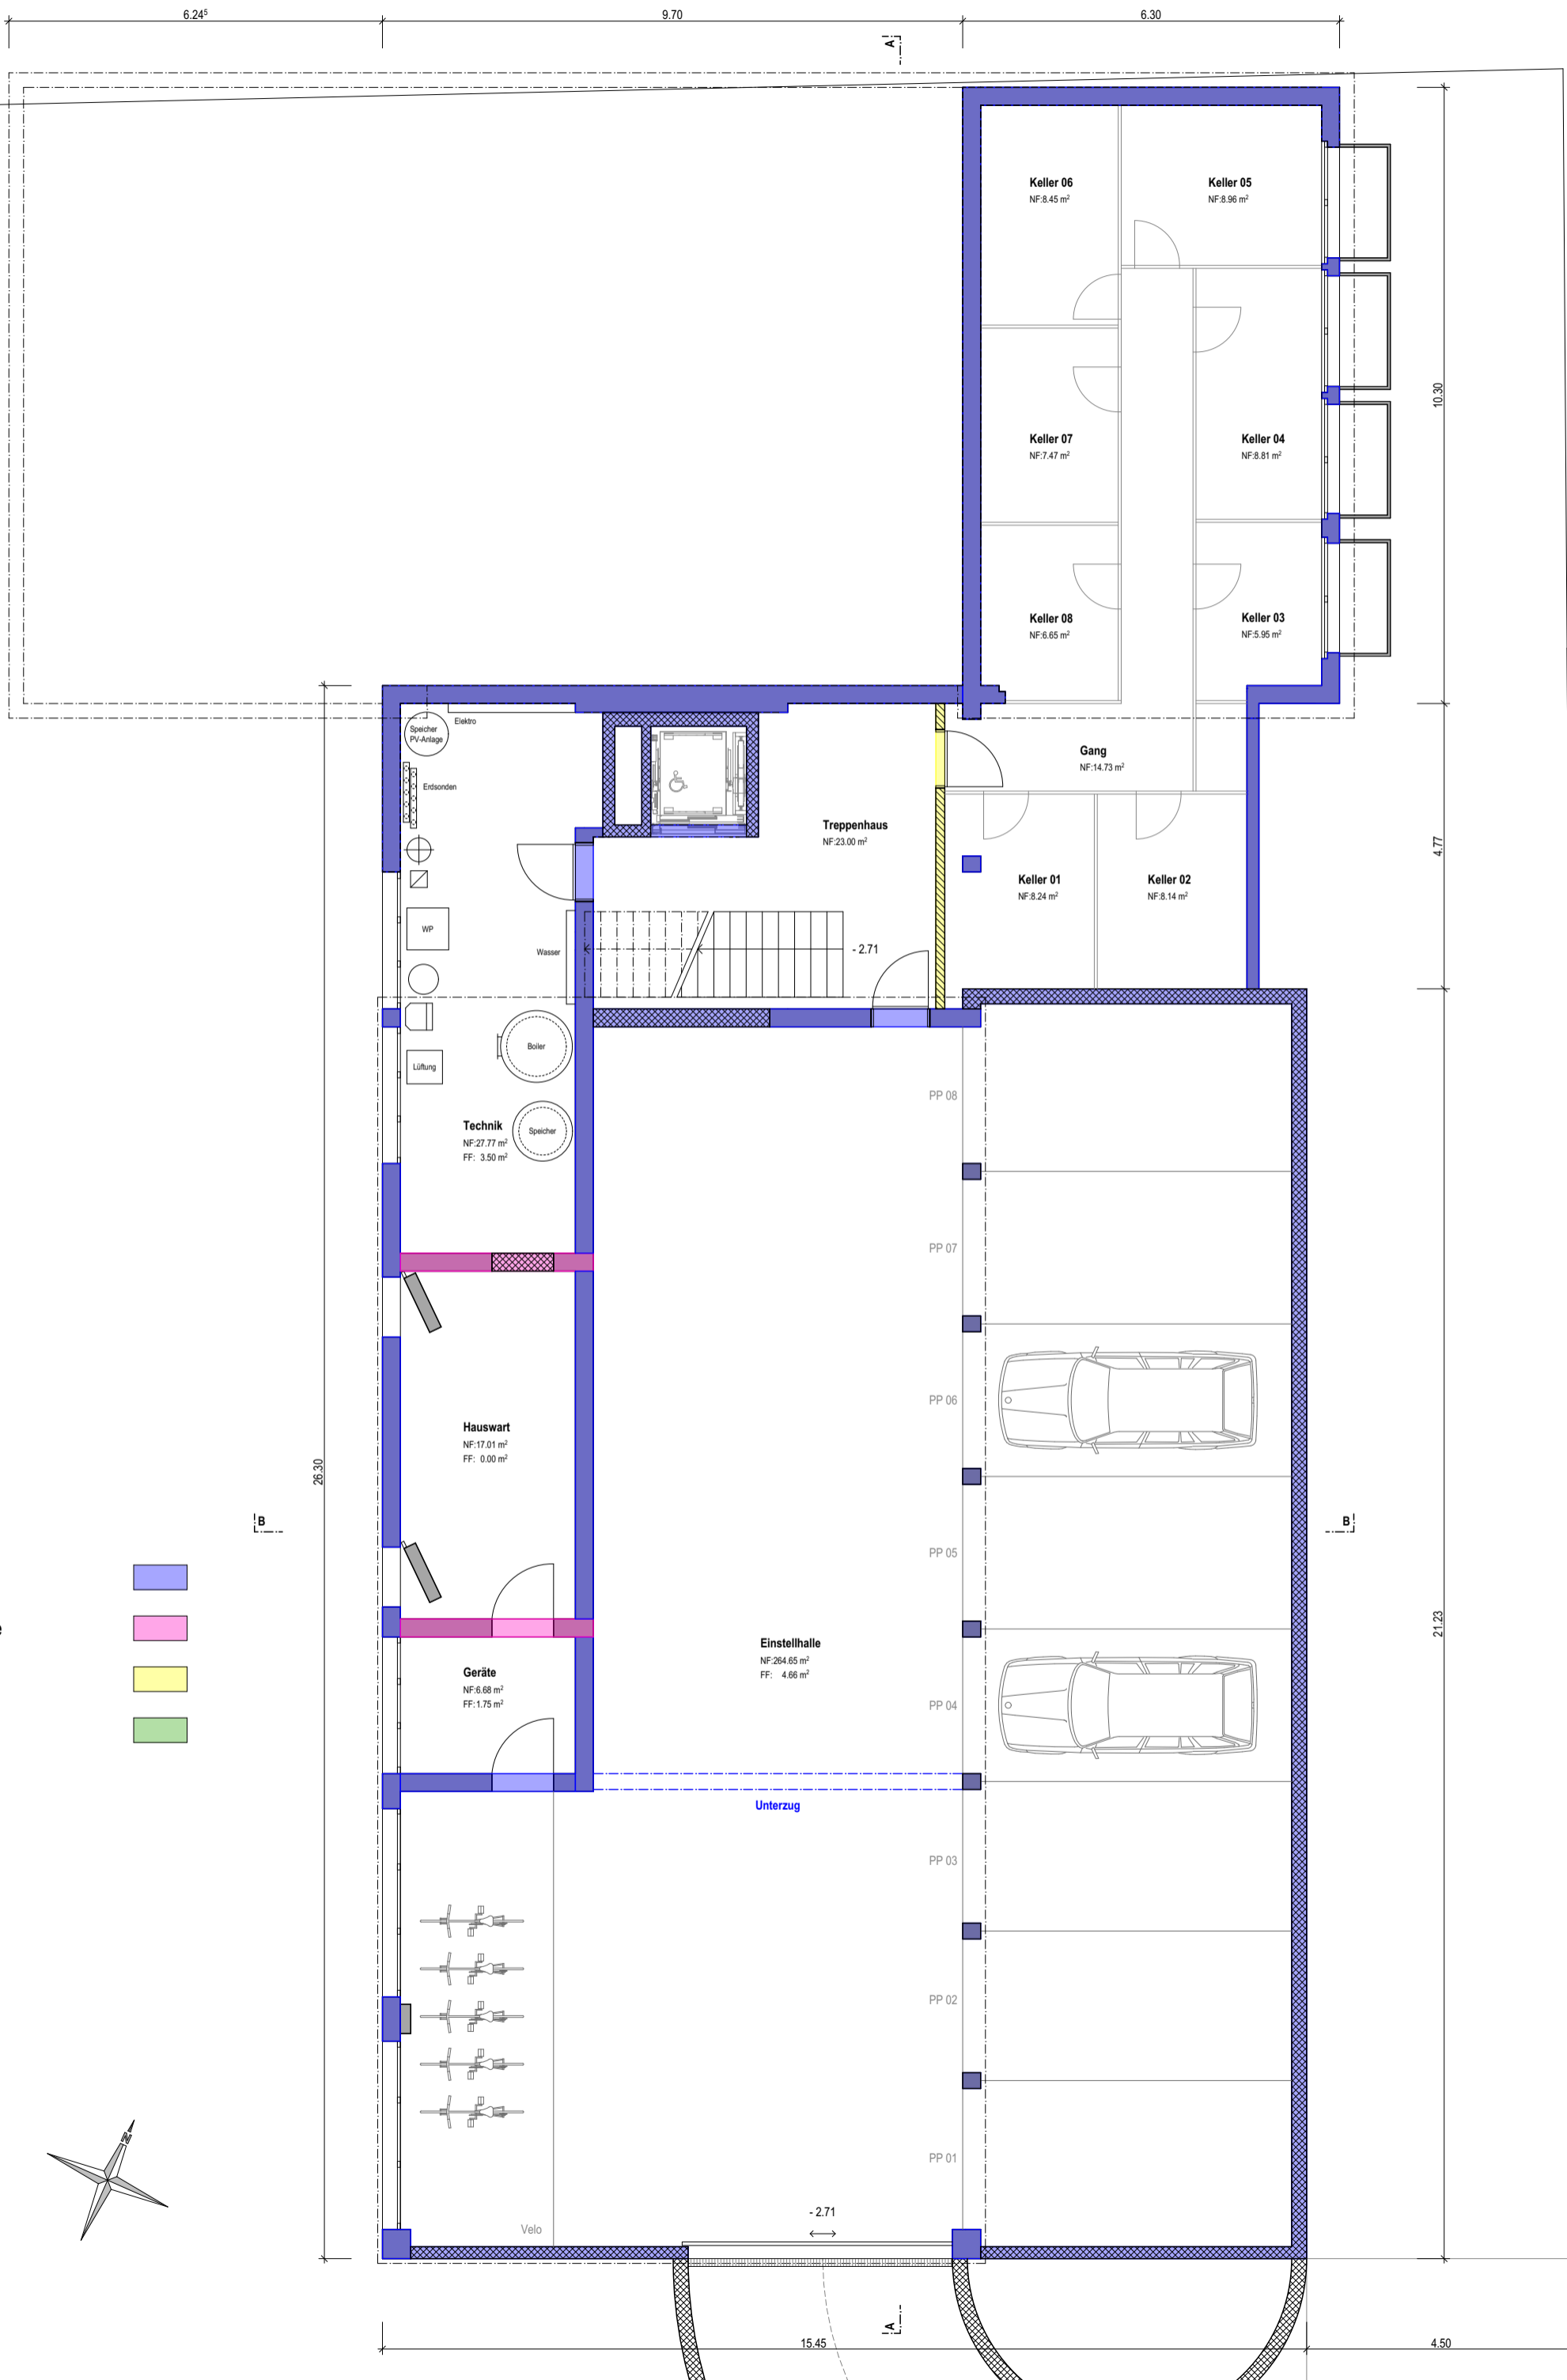 6.24⁵
9.70
6.30
A
Keller 06
NF:8.45 m²
Keller 05
NF:8.96 m²
10.30
Keller 07
NF:7.47 m²
Keller 04
NF:8.81 m²
Keller 08
NF:6.65 m²
Keller 03
NF:5.95 m²
Speicher
PV-Anlage
Elektro
Erdsonden
Gang
NF:14.73 m²
Treppenhaus
NF:23.00 m²
4.77
Keller 01
NF:8.24 m²
Keller 02
NF:8.14 m²
WP
Wasser
- 2.71
Boiler
Lüftung
PP 08
Technik
NF:27.77 m²
FF: 3.50 m²
Speicher
PP 07
PP 06
Hauswart
NF:17.01 m²
FF: 0.00 m²
26.30
B
B
PP 05
21.23
Einstellhalle
NF:264.65 m²
FF: 4.66 m²
Geräte
NF:6.68 m²
FF:1.75 m²
PP 04
Unterzug
PP 03
PP 02
N
PP 01
- 2.71
Velo
A
15.45
4.50